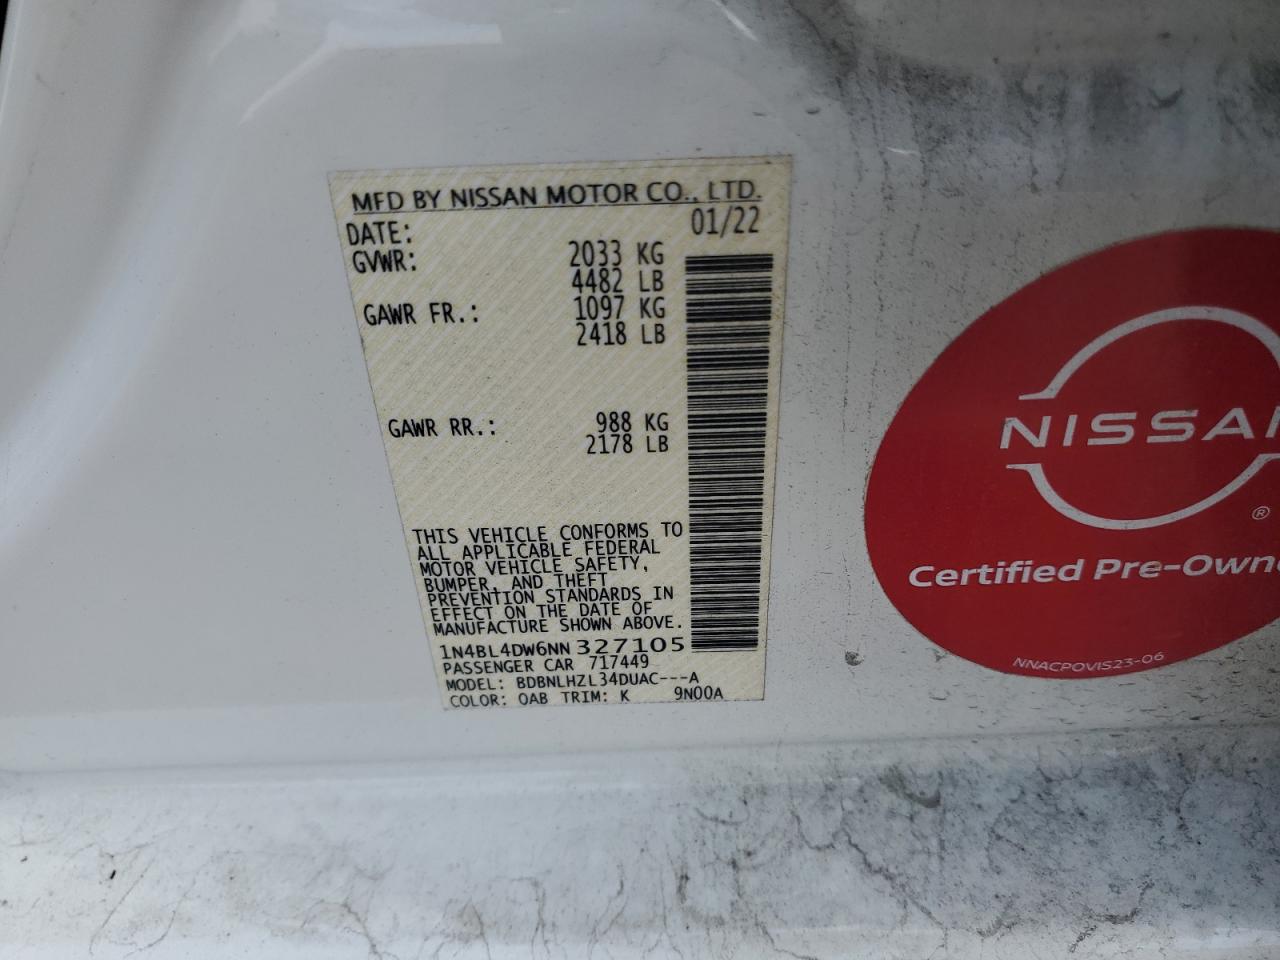 MFD BY NISSAN MOTOR CO., LTD.
DATE: 01/22
GVWR: 2033 KG
4482 LB
GAWR FR.: 1097 KG
2418 LB
GAWR RR.: 988 KG
2178 LB
THIS VEHICLE CONFORMS TO
ALL APPLICABLE FEDERAL
MOTOR VEHICLE SAFETY,
BUMPER, AND THEFT
PREVENTION STANDARDS IN
EFFECT ON THE DATE OF
MANUFACTURE SHOWN ABOVE.
1N4BL4DW6NN327105
PASSENGER CAR 717449
MODEL: BDBNLHZL34DUAC---A
COLOR: QAB TRIM: K 9N00A
NISSAN
®
Certified Pre-Owne
NNACPOVIS23-06